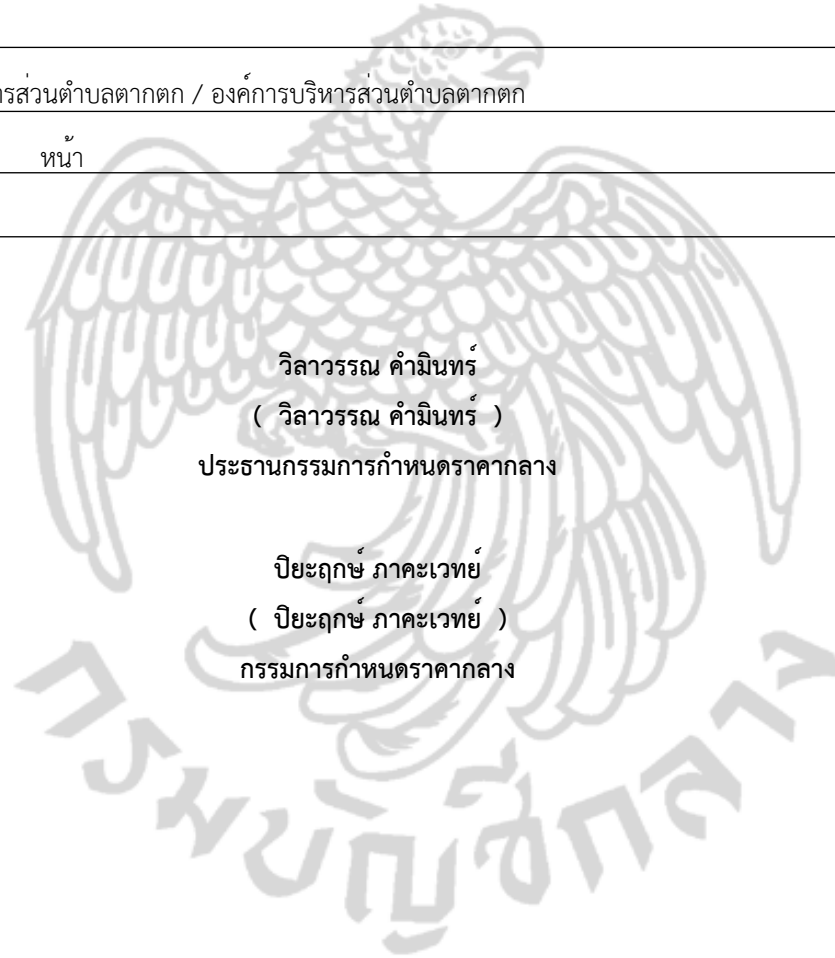 ารส่วนตำบลตากตก / องค์การบริหารส่วนตำบลตากตก
หน้า
วิลาวรรณ คำมินทร์
( วิลาวรรณ คำมินทร์ )
ประธานกรรมการกำหนดราคากลาง
ปิยะฤกษ์ ภาคะเวทย์
( ปิยะฤกษ์ ภาคะเวทย์ )
กรรมการกำหนดราคากลาง
กรมบัญชีกลาง